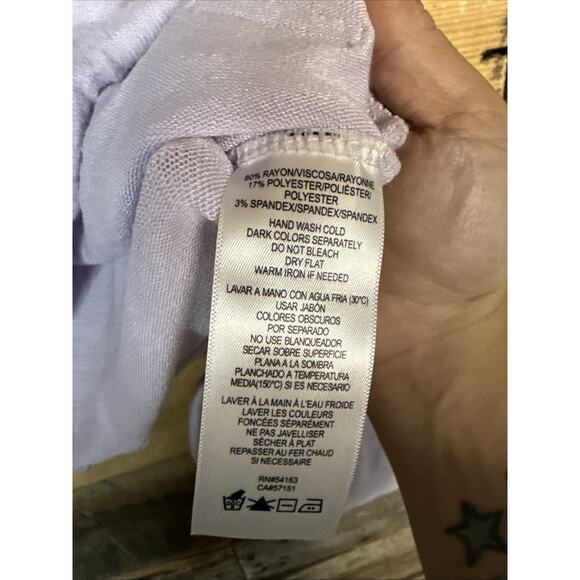 60% RAYON/VISCOSA/RAYONNE
17% POLYESTER/POLIÉSTER/
POLYESTER
3% SPANDEX/SPANDEX/SPANDEX
HAND WASH COLD
DARK COLORS SEPARATELY
DO NOT BLEACH
DRY FLAT
WARM IRON IF NEEDED
LAVAR A MANO CON AGUA FRIA (30°C)
USAR JABÓN
COLORES OBSCUROS
POR SEPARADO
NO USE BLANQUEADOR
SECAR SOBRE SUPERFICIE
PLANA A LA SOMBRA
PLANCHADO A TEMPERATURA
MEDIA(150°C) SI ES NECESARIO
LAVER À LA MAIN À L'EAU FROIDE
LAVER LES COULEURS
FONCÉES SÉPARÉMENT
NE PAS JAVELLISER
SÉCHER À PLAT
REPASSER AU FER CHAUD
SI NÉCESSAIRE
RN#54163
CA#57151